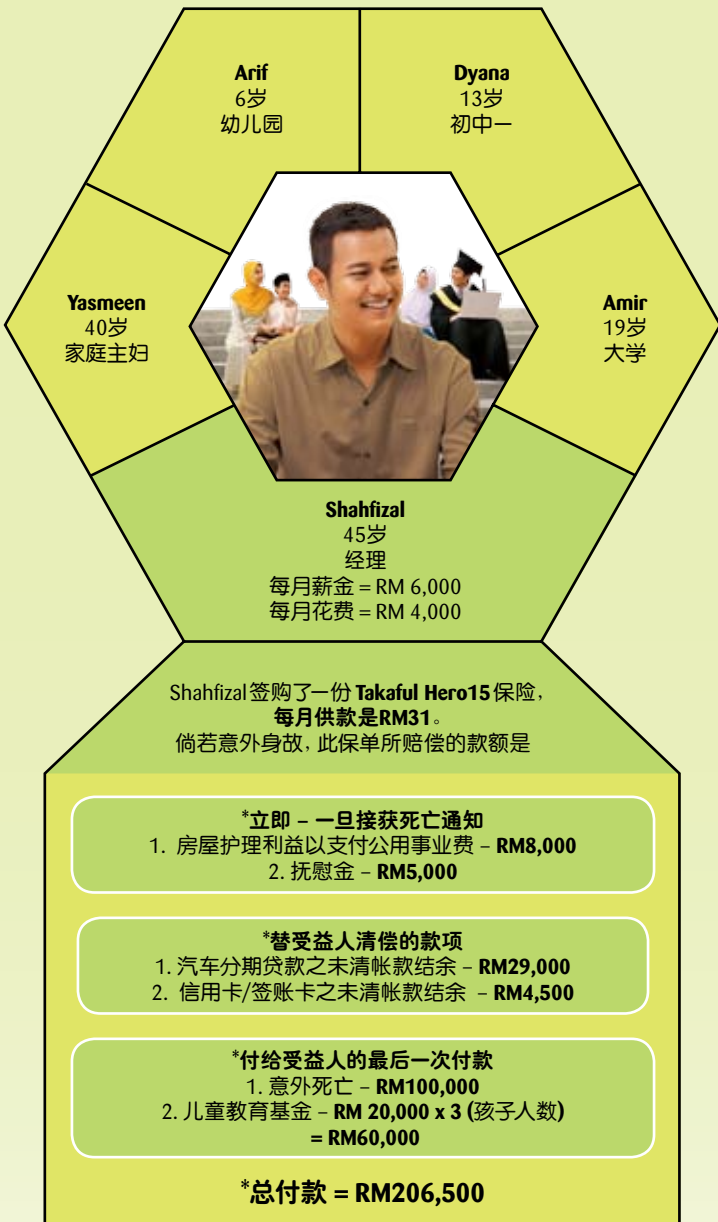 Arif
6岁
幼儿园
Dyana
13岁
初中一
Yasmeen
40岁
家庭主妇
Amir
19岁
大学
Shahfizal
45岁
经理
每月薪金 = RM 6,000
每月花费 = RM 4,000
Shahfizal签购了一份 Takaful Hero15 保险,
每月供款是RM31。
倘若意外身故, 此保单所赔偿的款额是
*立即 – 一旦接获死亡通知
1. 房屋护理利益以支付公用事业费 – RM8,000
2. 抚慰金 – RM5,000
*替受益人清偿的款项
1. 汽车分期贷款之未清帐款结余 – RM29,000
2. 信用卡/签账卡之未清帐款结余 – RM4,500
*付给受益人的最后一次付款
1. 意外死亡 – RM100,000
2. 儿童教育基金 – RM 20,000 x 3 (孩子人数)
= RM60,000
*总付款 = RM206,500